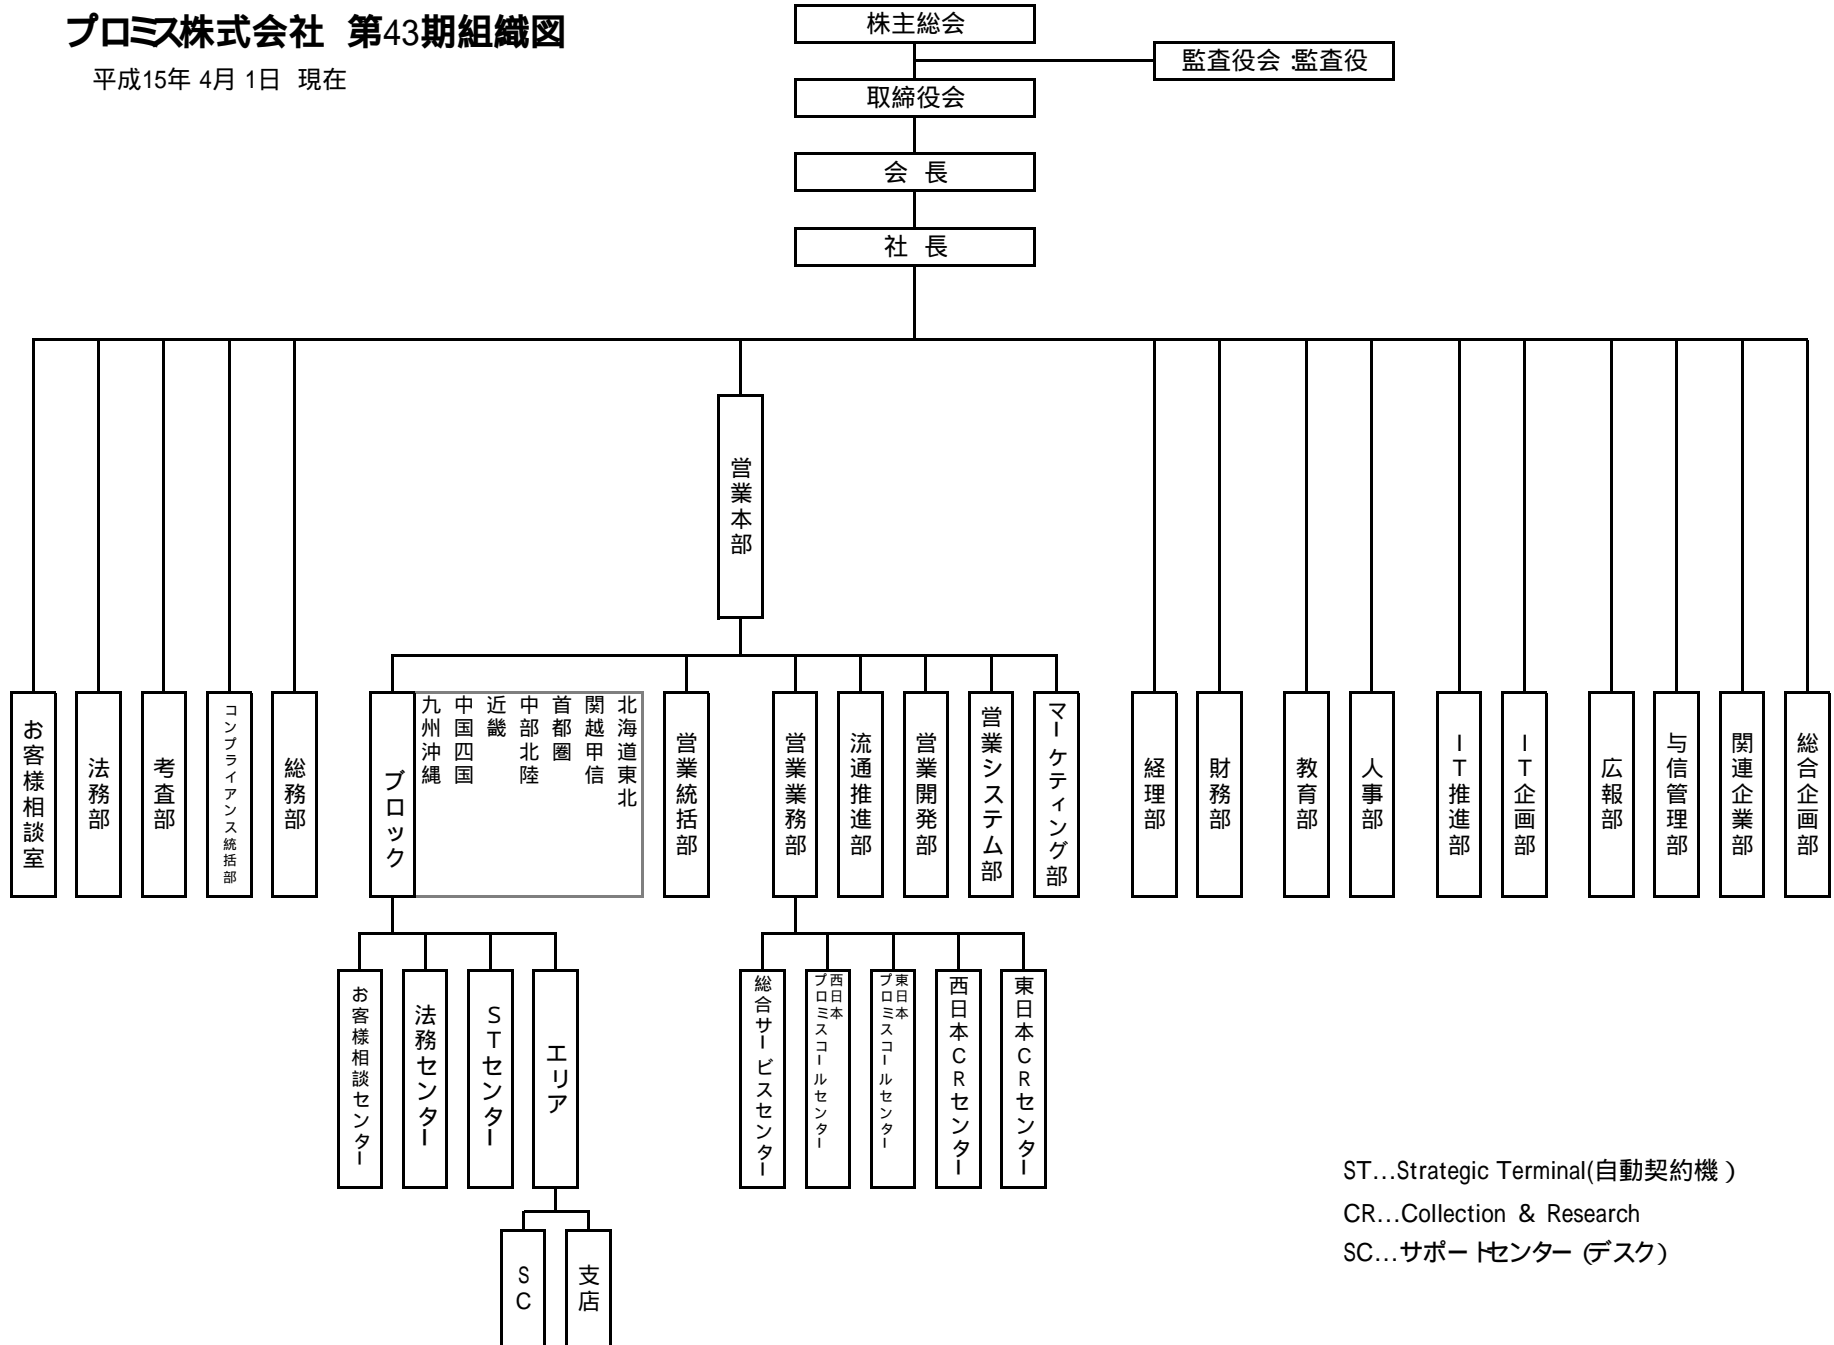 プロミス株式会社 第43期組織図
平成15年 4月 1日 現在
株主総会
監査役会:監査役
取締役会
会 長
社 長
営業本部
お客様相談室
法務部
考査部
コンプライアンス統括部
総務部
ブロック
九州沖縄
中国四国
近畿
中部北陸
首都圏
関越甲信
北海道東北
営業統括部
営業業務部
流通推進部
営業開発部
営業システム部
マーケティング部
経理部
財務部
教育部
人事部
IT推進部
IT企画部
広報部
与信管理部
関連企業部
総合企画部
お客様相談センター
法務センター
STセンター
エリア
総合サービスセンター
西日本
プロミスコールセンター
東日本
プロミスコールセンター
西日本CRセンター
東日本CRセンター
SC
支店
ST…Strategic Terminal(自動契約機)
CR…Collection & Research
SC…サポートセンター(デスク)